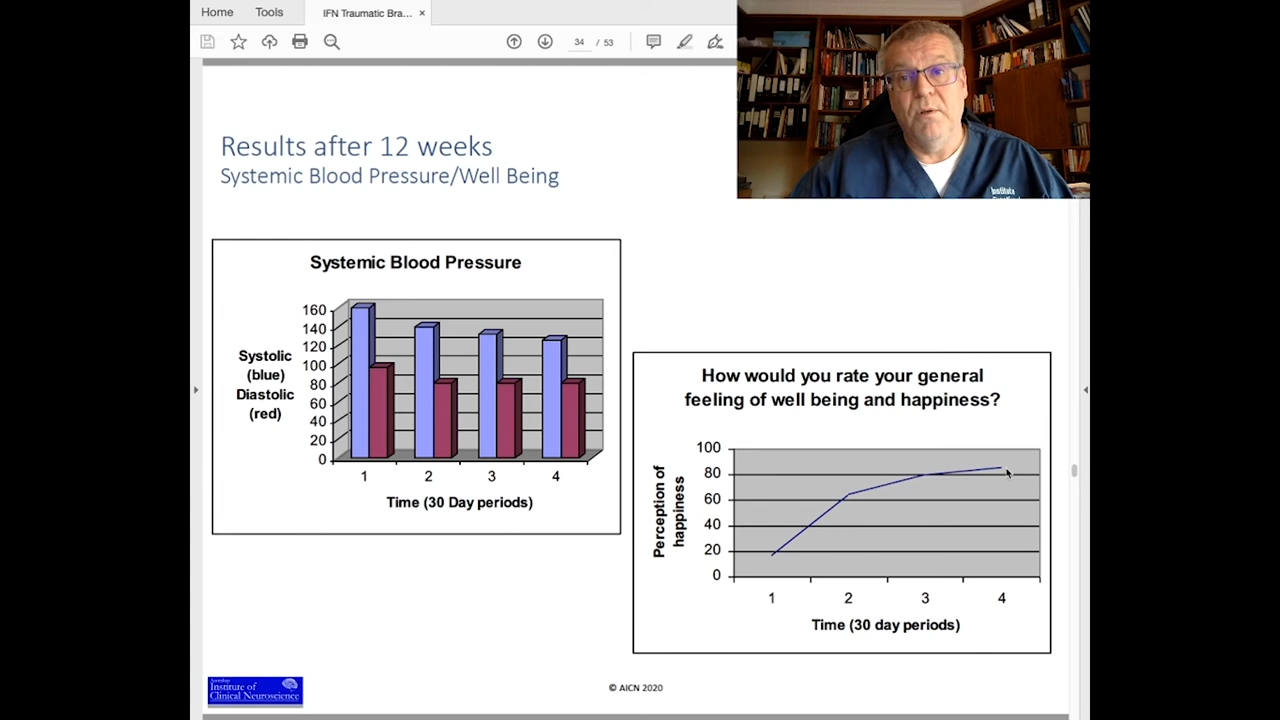 Home
Tools
IFN Traumatic Bra...
×
34 / 53
Institute
Results after 12 weeks
Systemic Blood Pressure/Well Being
Systemic Blood Pressure
160
140
120
100
80
60
40
20
0
Systolic
(blue)
Diastolic
(red)
1 2 3 4
Time (30 Day periods)
How would you rate your general
feeling of well being and happiness?
100
80
60
40
20
0
Perception of
happiness
1 2 3 4
Time (30 day periods)
Institute of
Clinical Neuroscience
© AICN 2020